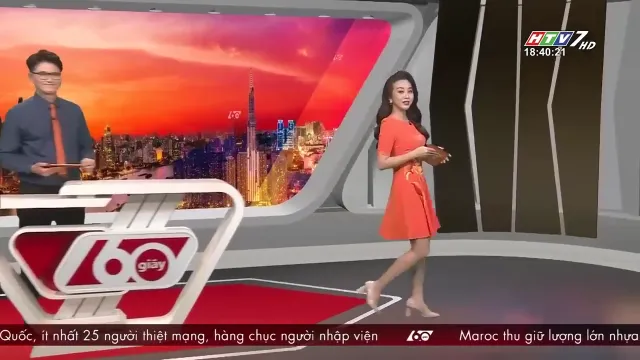 HTV7 HD
18:40:21
60 giây
Quốc, ít nhất 25 người thiệt mạng, hàng chục người nhập viện 60 Maroc thu giữ lượng lớn nhựa